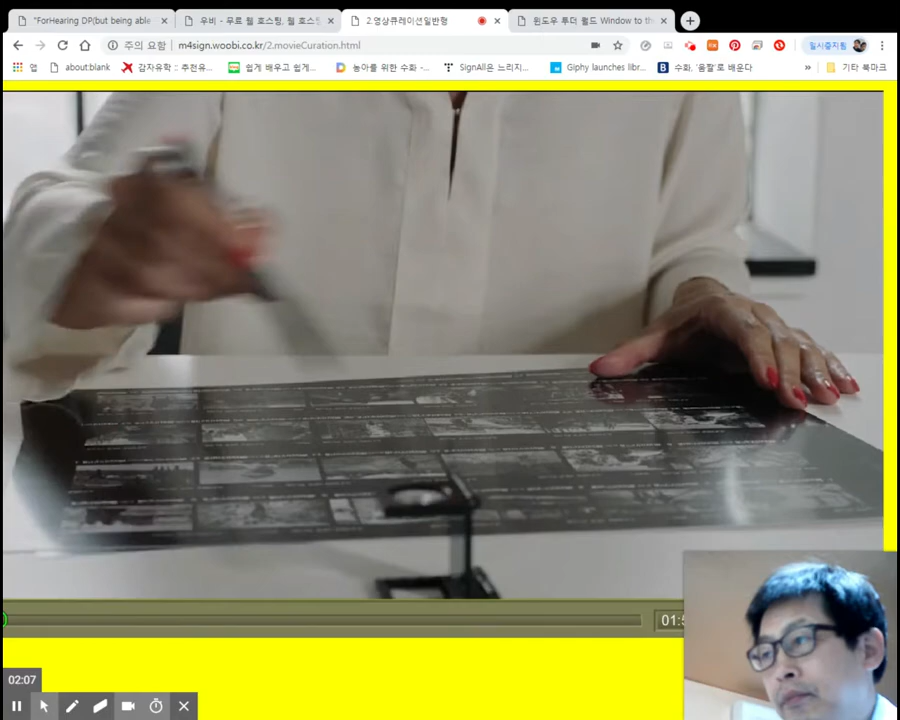 "ForHearing DP(but being able
우비 - 무료 웹 호스팅, 웹 호스트
2.영상큐레이션일반형
윈도우 투더 월드 Window to the
주의 요함
m4sign.woobi.co.kr/2.movieCuration.html
일시중지됨
앱
about:blank
감자유학 :: 추천유...
쉽게 배우고 쉽게...
농아를 위한 수화 -...
SignAll은 느리지...
Giphy launches libr...
수화, '움짤'로 배운다
»
기타 북마크
02:07